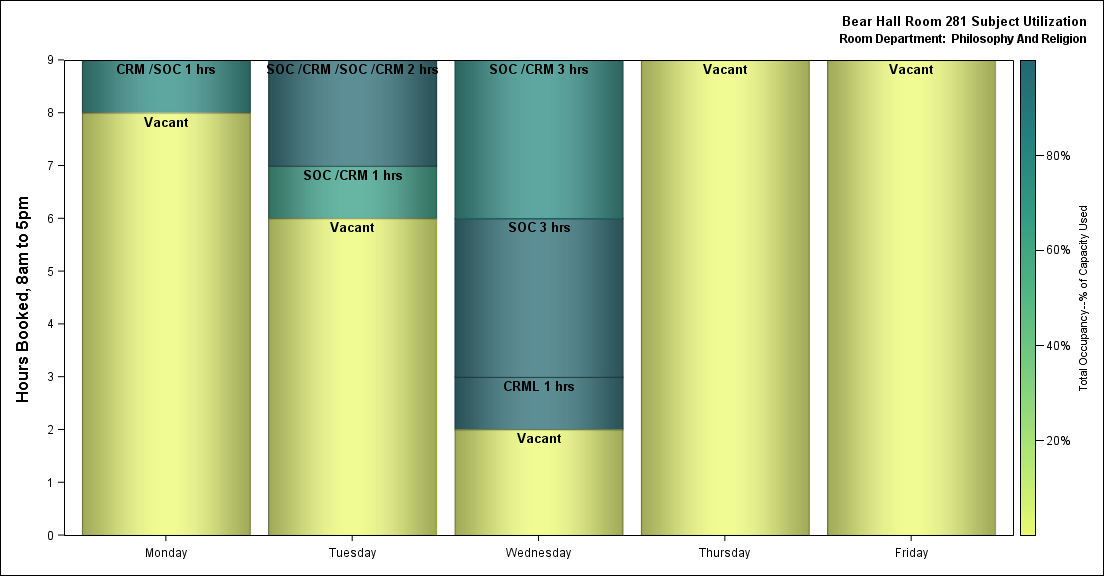 Bear Hall Room 281 Subject Utilization
Room Department: Philosophy And Religion
Hours Booked, 8am to 5pm
9
8
7
6
5
4
3
2
1
0
CRM /SOC 1 hrs
Vacant
SOC /CRM /SOC /CRM 2 hrs
SOC /CRM 1 hrs
Vacant
SOC /CRM 3 hrs
SOC 3 hrs
CRML 1 hrs
Vacant
Vacant
Vacant
Monday
Tuesday
Wednesday
Thursday
Friday
80%
60%
40%
20%
Total Occupancy--% of Capacity Used